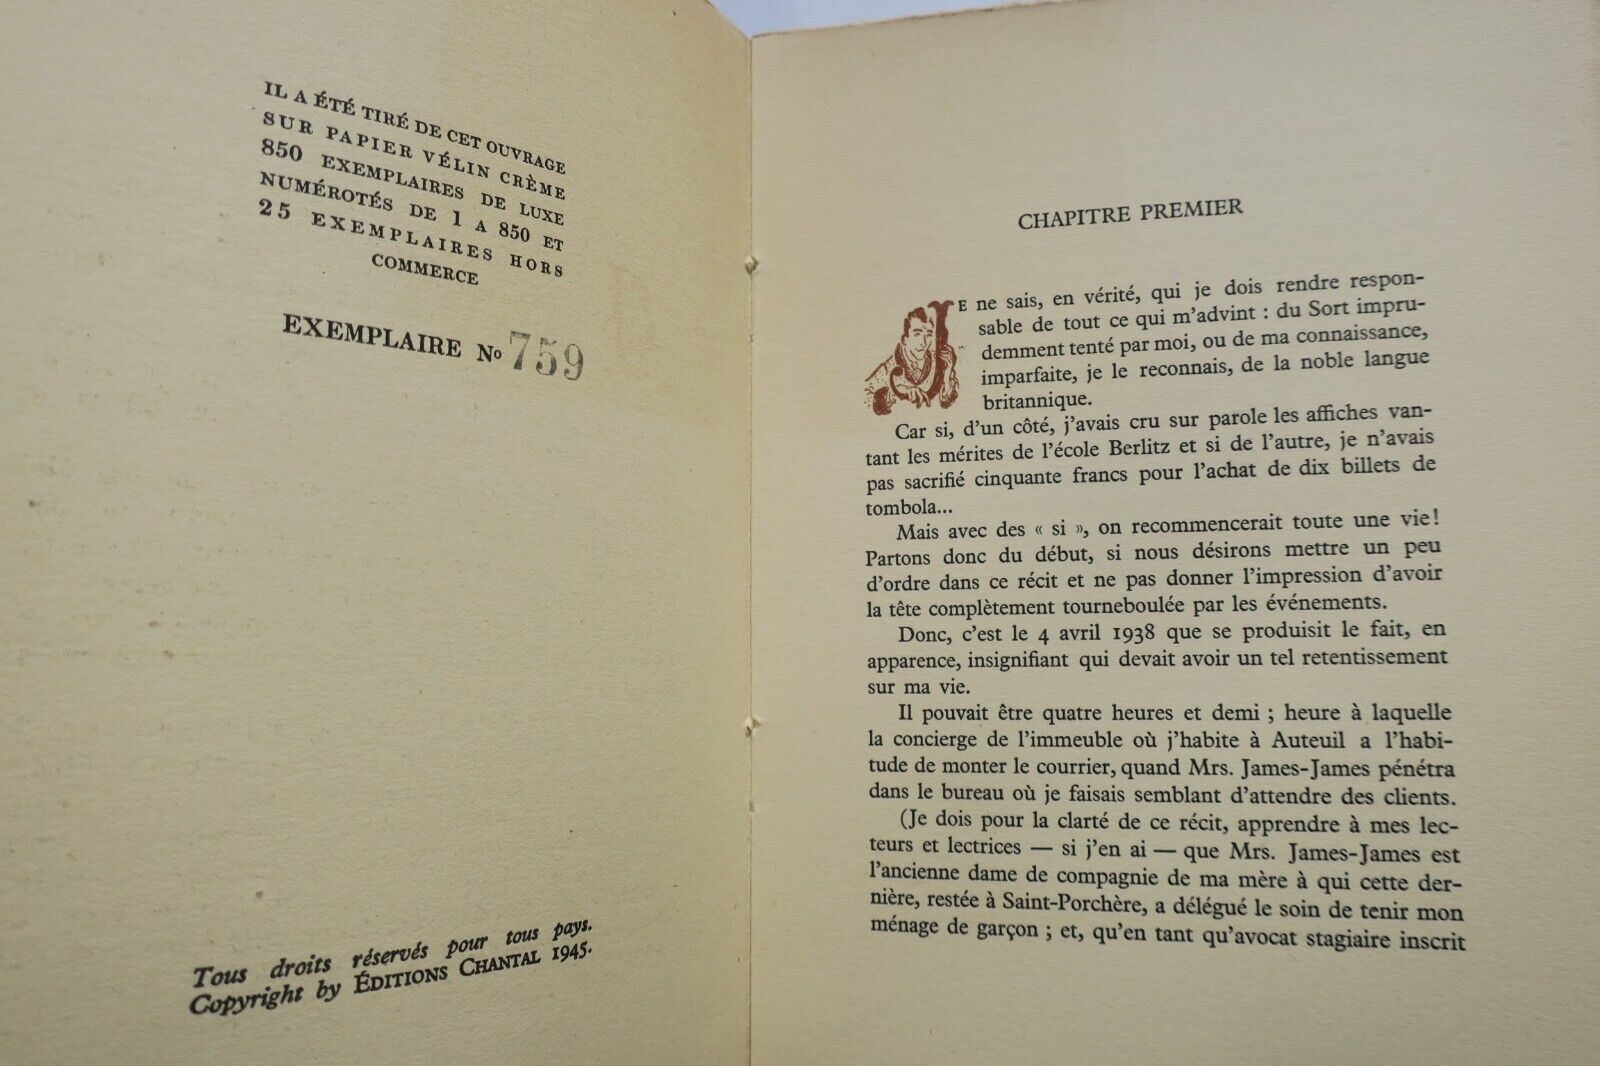 IL A ÉTÉ TIRÉ DE CET OUVRAGE
SUR PAPIER VÉLIN CRÈME
850 EXEMPLAIRES DE LUXE
NUMÉROTÉS DE 1 A 850 ET
25 EXEMPLAIRES HORS
COMMERCE
EXEMPLAIRE No 759
Tous droits réservés pour tous pays.
Copyright by ÉDITIONS CHANTAL 1945.
CHAPITRE PREMIER
JE ne sais, en vérité, qui je dois rendre respon-
sable de tout ce qui m'advint : du Sort impru-
demment tenté par moi, ou de ma connaissance,
imparfaite, je le reconnais, de la noble langue
britannique.
Car si, d'un côté, j'avais cru sur parole les affiches van-
tant les mérites de l'école Berlitz et si de l'autre, je n'avais
pas sacrifié cinquante francs pour l'achat de dix billets de
tombola...
Mais avec des « si », on recommencerait toute une vie!
Partons donc du début, si nous désirons mettre un peu
d'ordre dans ce récit et ne pas donner l'impression d'avoir
la tête complètement tourneboulée par les événements.
Donc, c'est le 4 avril 1938 que se produisit le fait, en
apparence, insignifiant qui devait avoir un tel retentissement
sur ma vie.
Il pouvait être quatre heures et demi ; heure à laquelle
la concierge de l'immeuble où j'habite à Auteuil a l'habi-
tude de monter le courrier, quand Mrs. James-James pénétra
dans le bureau où je faisais semblant d'attendre des clients.
(Je dois pour la clarté de ce récit, apprendre à mes lec-
teurs et lectrices — si j'en ai — que Mrs. James-James est
l'ancienne dame de compagnie de ma mère à qui cette der-
nière, restée à Saint-Porchère, a délégué le soin de tenir mon
ménage de garçon ; et, qu'en tant qu'avocat stagiaire inscrit